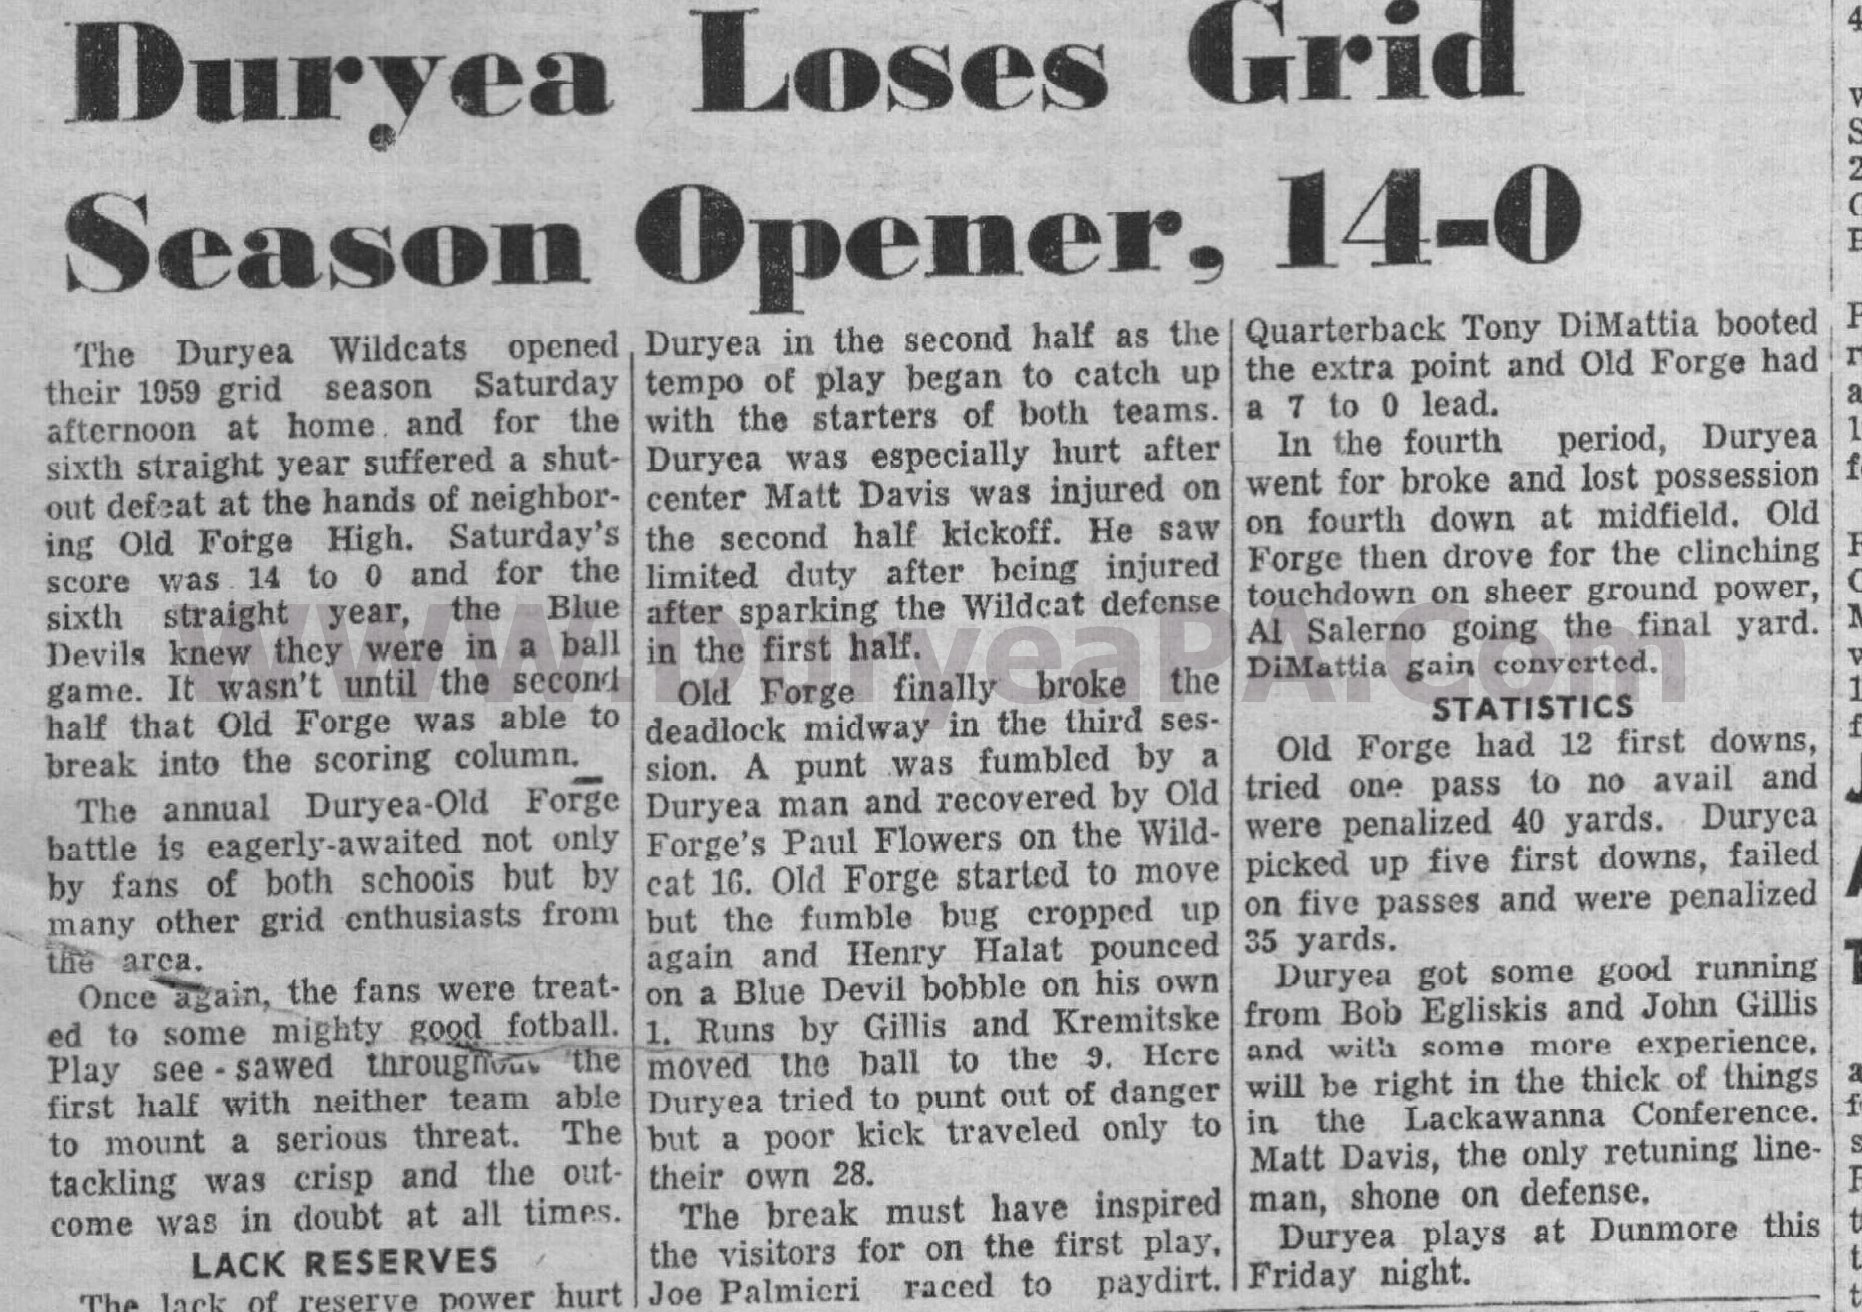 Duryea Loses Grid
Season Opener, 14-0
The Duryea Wildcats opened
their 1959 grid season Saturday
afternoon at home and for the
sixth straight year suffered a shut-
out defeat at the hands of neighbor-
ing Old Forge High. Saturday's
score was 14 to 0 and for the
sixth straight year, the Blue
Devils knew they were in a ball
game. It wasn't until the second
half that Old Forge was able to
break into the scoring column.
The annual Duryea-Old Forge
battle is eagerly-awaited not only
by fans of both schools but by
many other grid enthusiasts from
the area.
Once again, the fans were treat-
ed to some mighty good fotball.
Play see-sawed throughout the
first half with neither team able
to mount a serious threat. The
tackling was crisp and the out-
come was in doubt at all times.
LACK RESERVES
The lack of reserve power hurt
Duryea in the second half as the
tempo of play began to catch up
with the starters of both teams.
Duryea was especially hurt after
center Matt Davis was injured on
the second half kickoff. He saw
limited duty after being injured
after sparking the Wildcat defense
in the first half.
Old Forge finally broke the
deadlock midway in the third ses-
sion. A punt was fumbled by a
Duryea man and recovered by Old
Forge's Paul Flowers on the Wild-
cat 16. Old Forge started to move
but the fumble bug cropped up
again and Henry Halat pounced
on a Blue Devil bobble on his own
1. Runs by Gillis and Kremitske
moved the ball to the 9. Here
Duryea tried to punt out of danger
but a poor kick traveled only to
their own 28.
The break must have inspired
the visitors for on the first play,
Joe Palmieri raced to paydirt.
Quarterback Tony DiMattia booted
the extra point and Old Forge had
a 7 to 0 lead.
In the fourth period, Duryea
went for broke and lost possession
on fourth down at midfield. Old
Forge then drove for the clinching
touchdown on sheer ground power,
Al Salerno going the final yard.
DiMattia gain converted.
STATISTICS
Old Forge had 12 first downs,
tried one pass to no avail and
were penalized 40 yards. Duryea
picked up five first downs, failed
on five passes and were penalized
35 yards.
Duryea got some good running
from Bob Egliskis and John Gillis
and with some more experience,
will be right in the thick of things
in the Lackawanna Conference.
Matt Davis, the only retuning line-
man, shone on defense.
Duryea plays at Dunmore this
Friday night.
www.DuryeaPA.Com